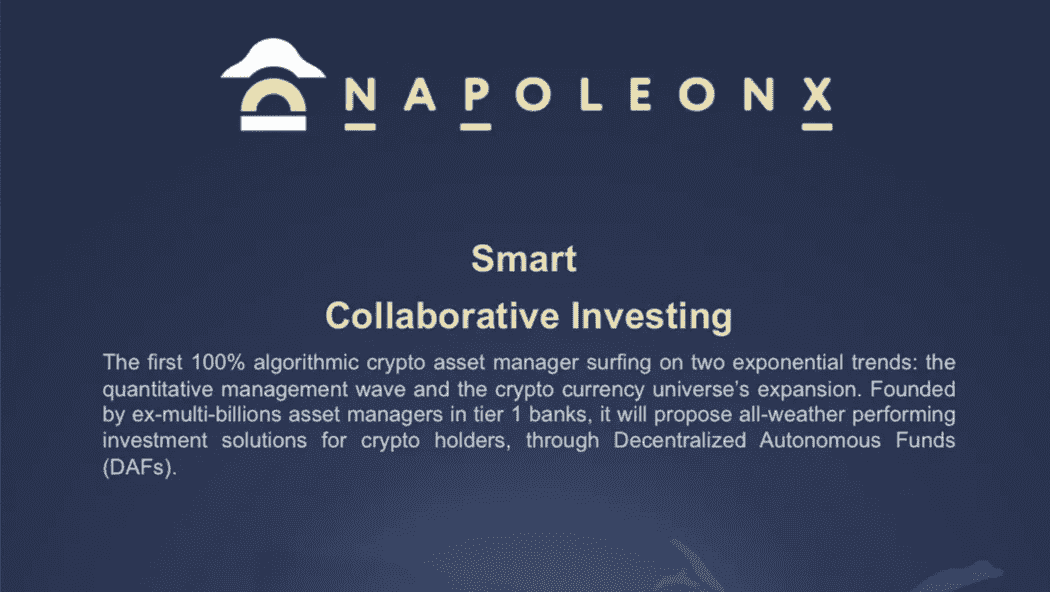 NAPOLEONX
Smart
Collaborative Investing
The first 100% algorithmic crypto asset manager surfing on two exponential trends: the
quantitative management wave and the crypto currency universe's expansion. Founded
by ex-multi-billions asset managers in tier 1 banks, it will propose all-weather performing
investment solutions for crypto holders, through Decentralized Autonomous Funds
(DAFs).